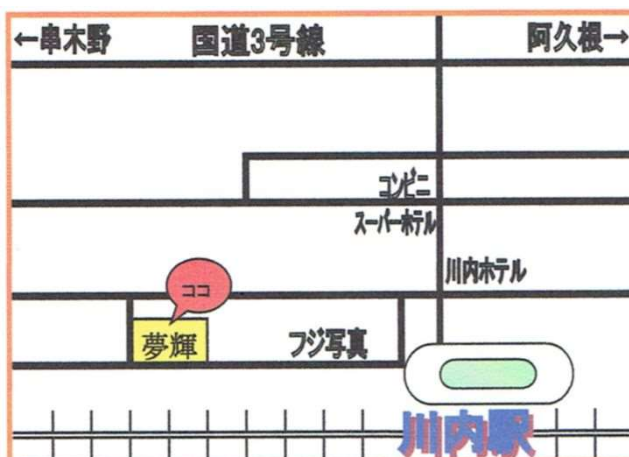 ←串木野 国道3号線 阿久根→
コンビニ
スーパーホテル
川内ホテル
ココ
夢輝 フジ写真
川内駅